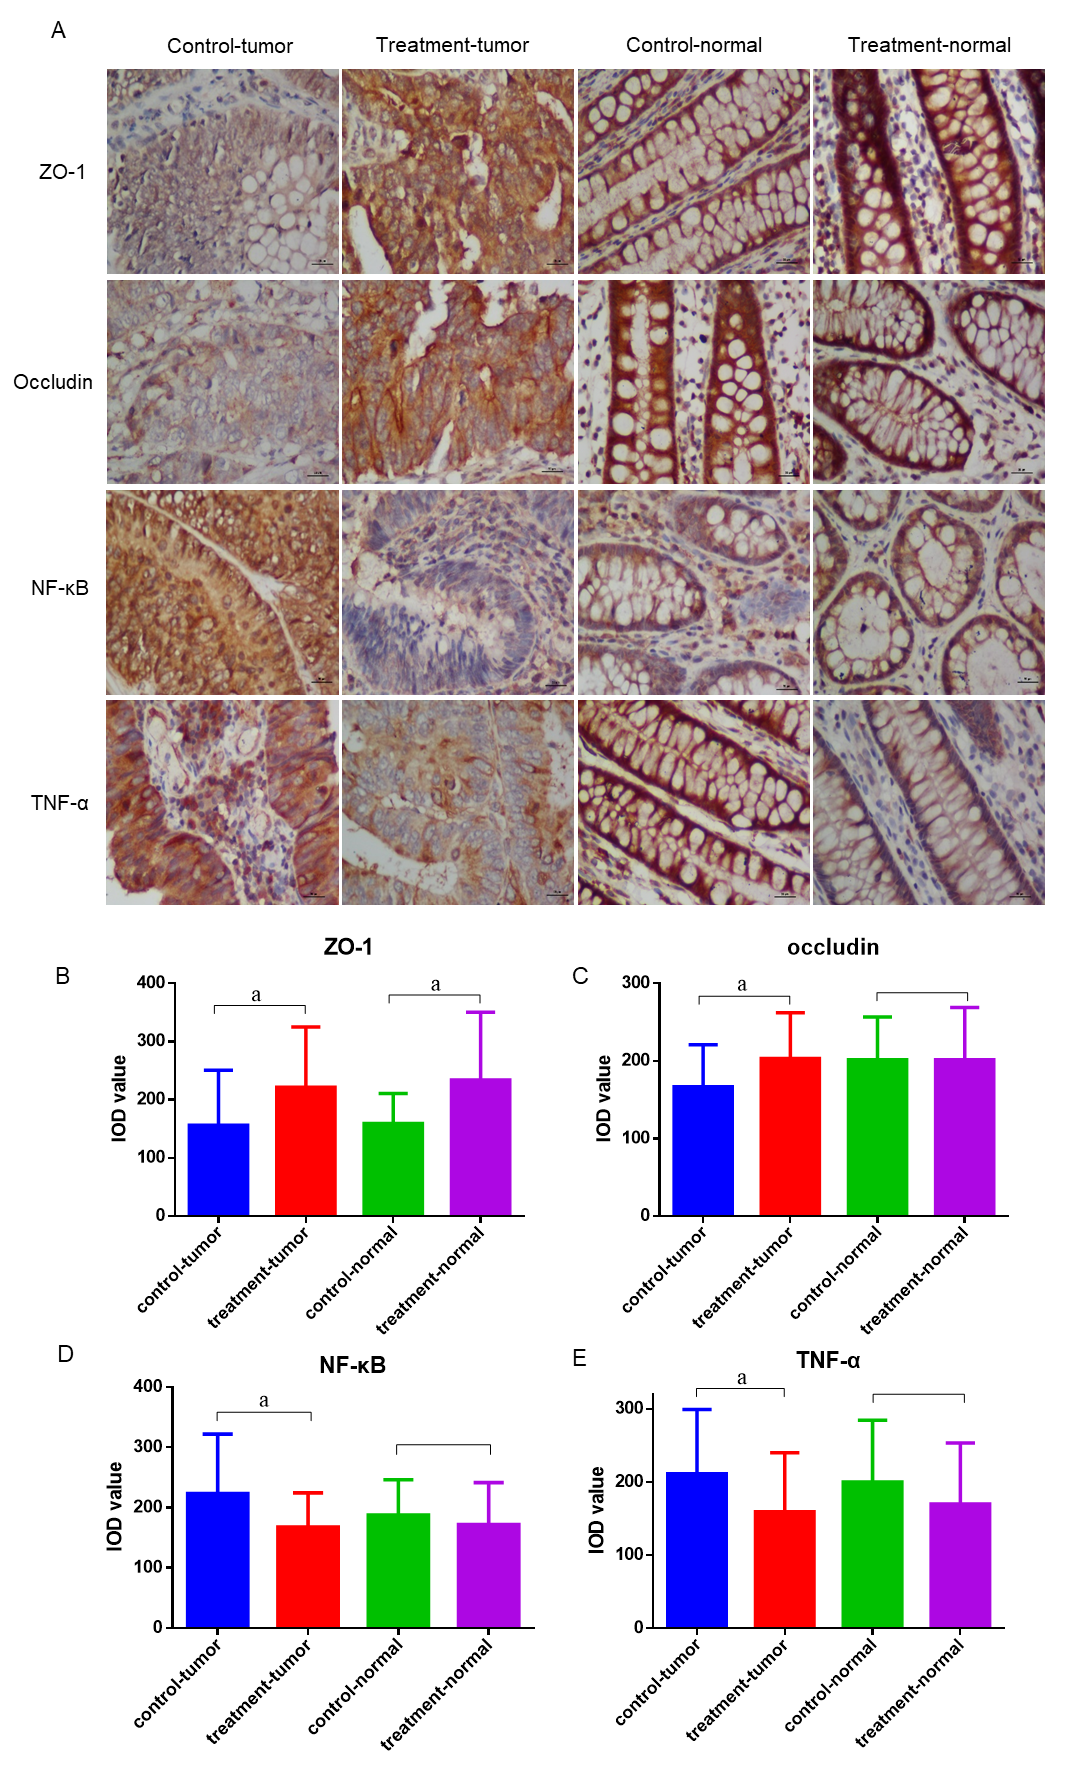 A
Control-tumor Treatment-tumor Control-normal Treatment-normal
ZO-1
Occludin
NF-κB
TNF-α
B
ZO-1
400
300
200
100
0
IOD value
a
a
control-tumor
treatment-tumor
control-normal
treatment-normal
C
occludin
300
200
100
0
IOD value
a
control-tumor
treatment-tumor
control-normal
treatment-normal
D
NF-κB
400
300
200
100
0
IOD value
a
control-tumor
treatment-tumor
control-normal
treatment-normal
E
TNF-α
300
200
100
0
IOD value
a
control-tumor
treatment-tumor
control-normal
treatment-normal